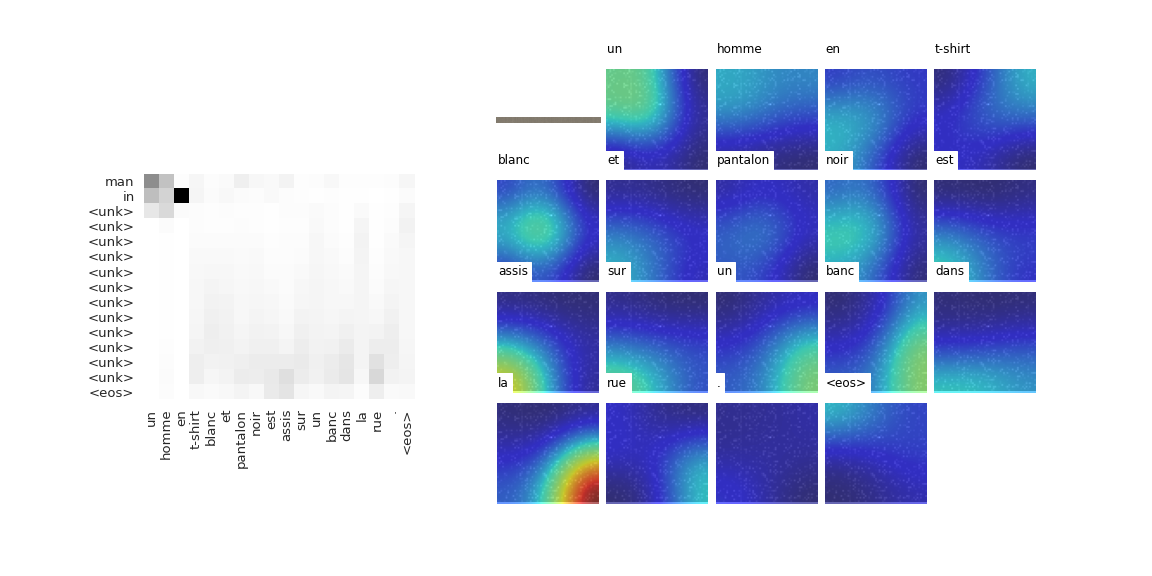 man
in
<unk>
<unk>
<unk>
<unk>
<unk>
<unk>
<unk>
<unk>
<unk>
<unk>
<unk>
<eos>
un
homme
en
t-shirt
blanc
et
pantalon
noir
est
assis
sur
un
banc
dans
la
rue
.
<eos>
un homme en t-shirt
blanc et pantalon noir est
assis sur un banc dans
la rue . <eos>